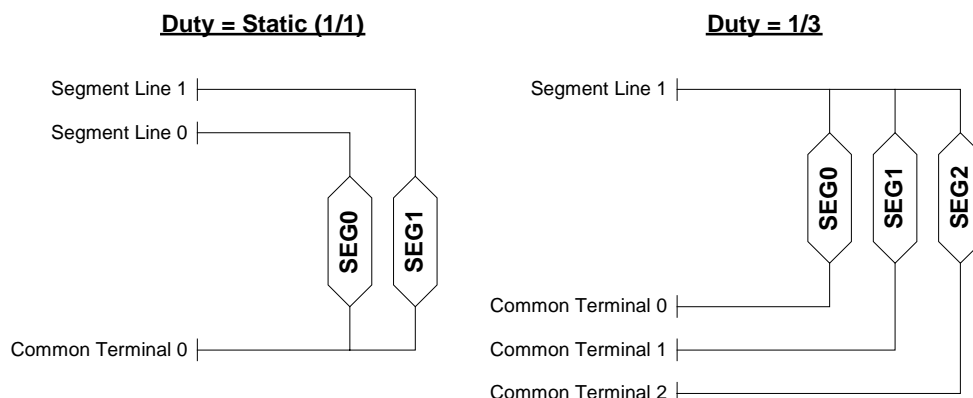 Duty = Static (1/1)
Segment Line 1
Segment Line 0
SEG0
SEG1
Common Terminal 0
Duty = 1/3
Segment Line 1
SEG0
SEG1
SEG2
Common Terminal 0
Common Terminal 1
Common Terminal 2